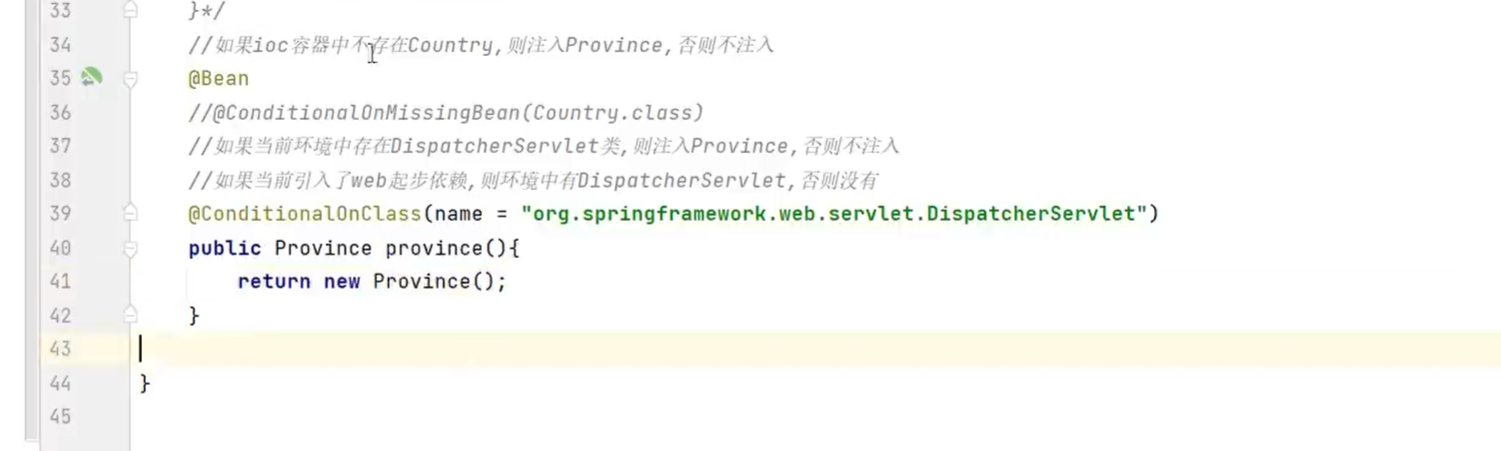 33 }*/
34 //如果ioc容器中不存在Country,则注入Province,否则不注入
35 @Bean
36 //@ConditionalOnMissingBean(Country.class)
37 //如果当前环境中存在DispatcherServlet类,则注入Province,否则不注入
38 //如果当前引入了web起步依赖,则环境中有DispatcherServlet,否则没有
39 @ConditionalOnClass(name = "org.springframework.web.servlet.DispatcherServlet")
40 public Province province(){
41 return new Province();
42 }
43
44 }
45